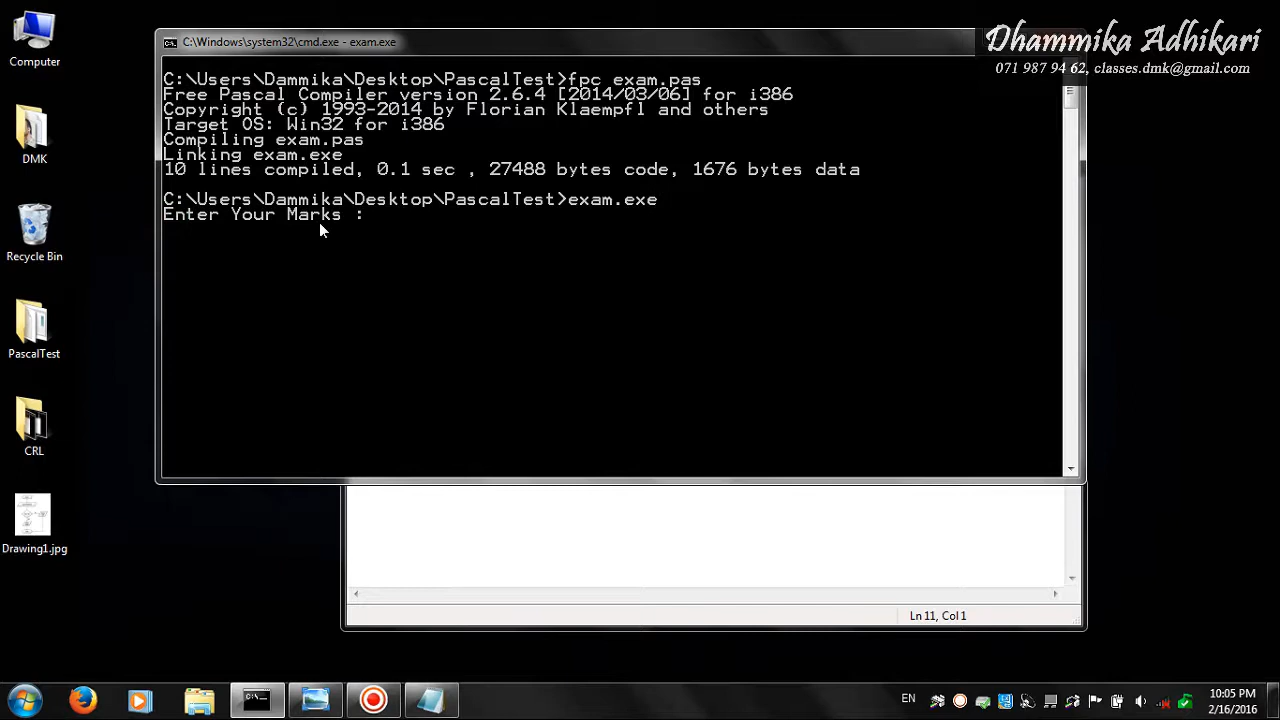 Dhammika Adhikari
071 987 94 62, classes.dmk@gmail.com
Computer
DMK
Recycle Bin
PascalTest
CRL
Drawing1.jpg
C:\Windows\system32\cmd.exe - exam.exe
C:\Users\Dammika\Desktop\PascalTest>fpc exam.pas
Free Pascal Compiler version 2.6.4 [2014/03/06] for i386
Copyright (c) 1993-2014 by Florian Klaempfl and others
Target OS: Win32 for i386
Compiling exam.pas
Linking exam.exe
10 lines compiled, 0.1 sec , 27488 bytes code, 1676 bytes data
C:\Users\Dammika\Desktop\PascalTest>exam.exe
Enter Your Marks :
Ln 11, Col 1
EN
10:05 PM
2/16/2016